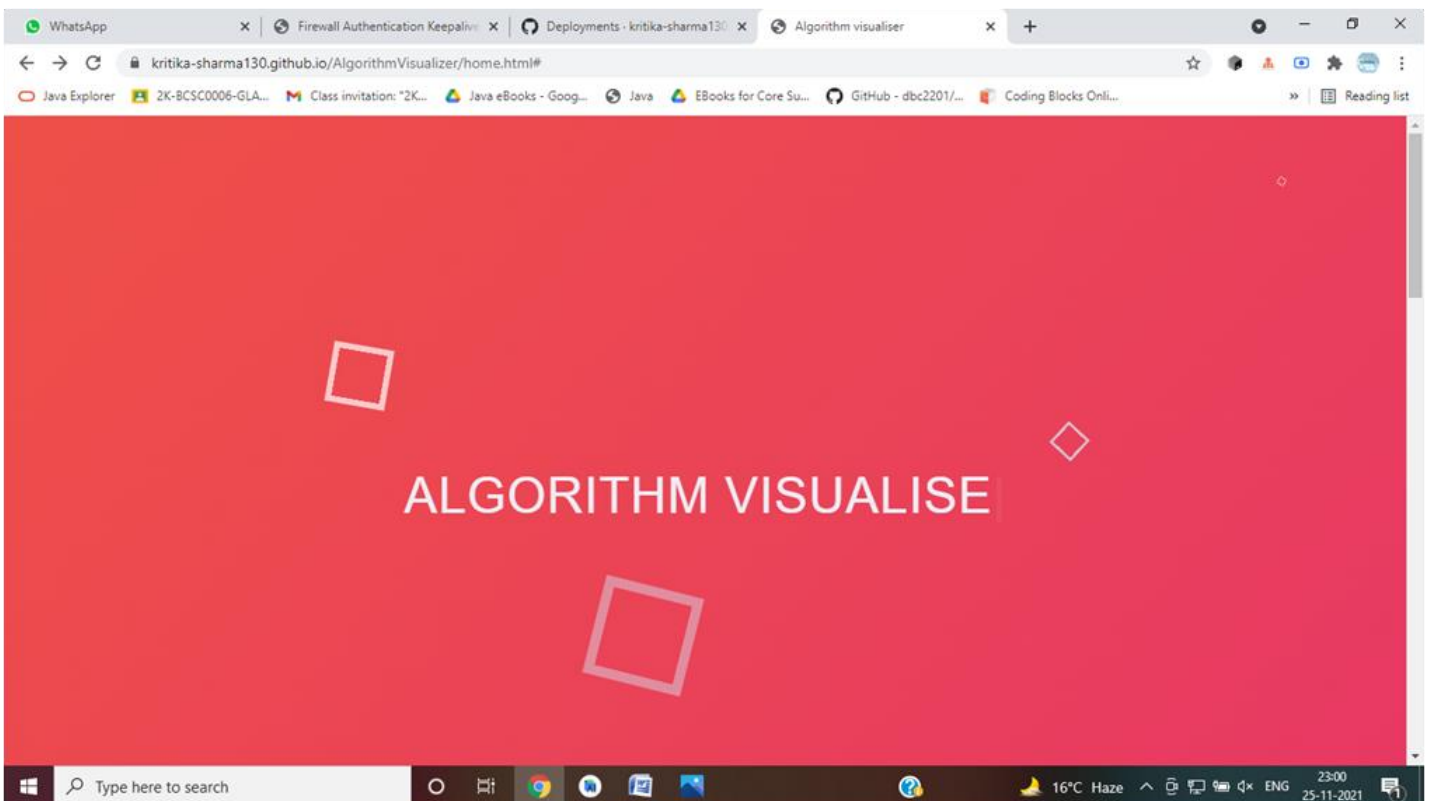 WhatsApp
Firewall Authentication Keepalive
Deployments · kritika-sharma130
Algorithm visualiser
kritika-sharma130.github.io/AlgorithmVisualizer/home.html#
Java Explorer
2K-BCSC0006-GLA...
Class invitation: "2K...
Java eBooks - Goog...
Java
EBooks for Core Su...
GitHub - dbc2201/...
Coding Blocks Onli...
»
Reading list
ALGORITHM VISUALISE
Type here to search
16°C Haze
ENG
23:00
25-11-2021
1